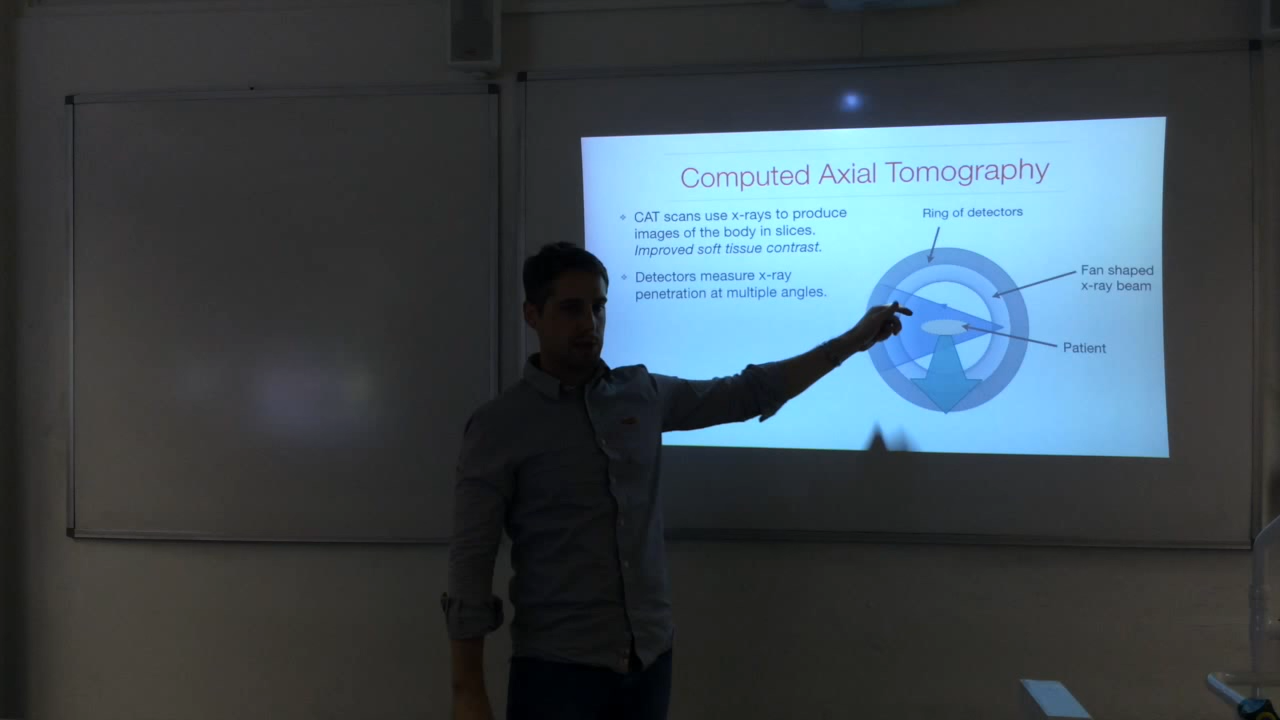 Computed Axial Tomography
CAT scans use x-rays to produce
images of the body in slices.
Improved soft tissue contrast.
Detectors measure x-ray
penetration at multiple angles.
Ring of detectors
Fan shaped
x-ray beam
Patient